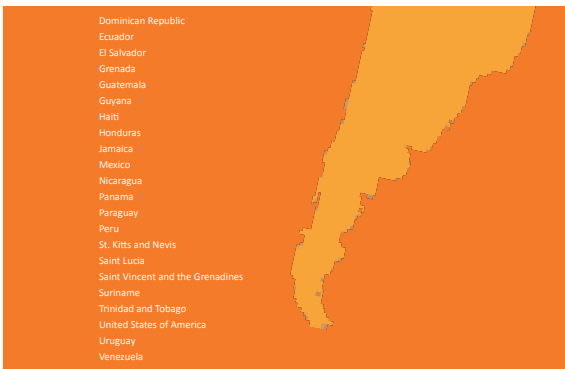 Dominican Republic
Ecuador
El Salvador
Grenada
Guatemala
Guyana
Haiti
Honduras
Jamaica
Mexico
Nicaragua
Panama
Paraguay
Peru
St. Kitts and Nevis
Saint Lucia
Saint Vincent and the Grenadines
Suriname
Trinidad and Tobago
United States of America
Uruguay
Venezuela